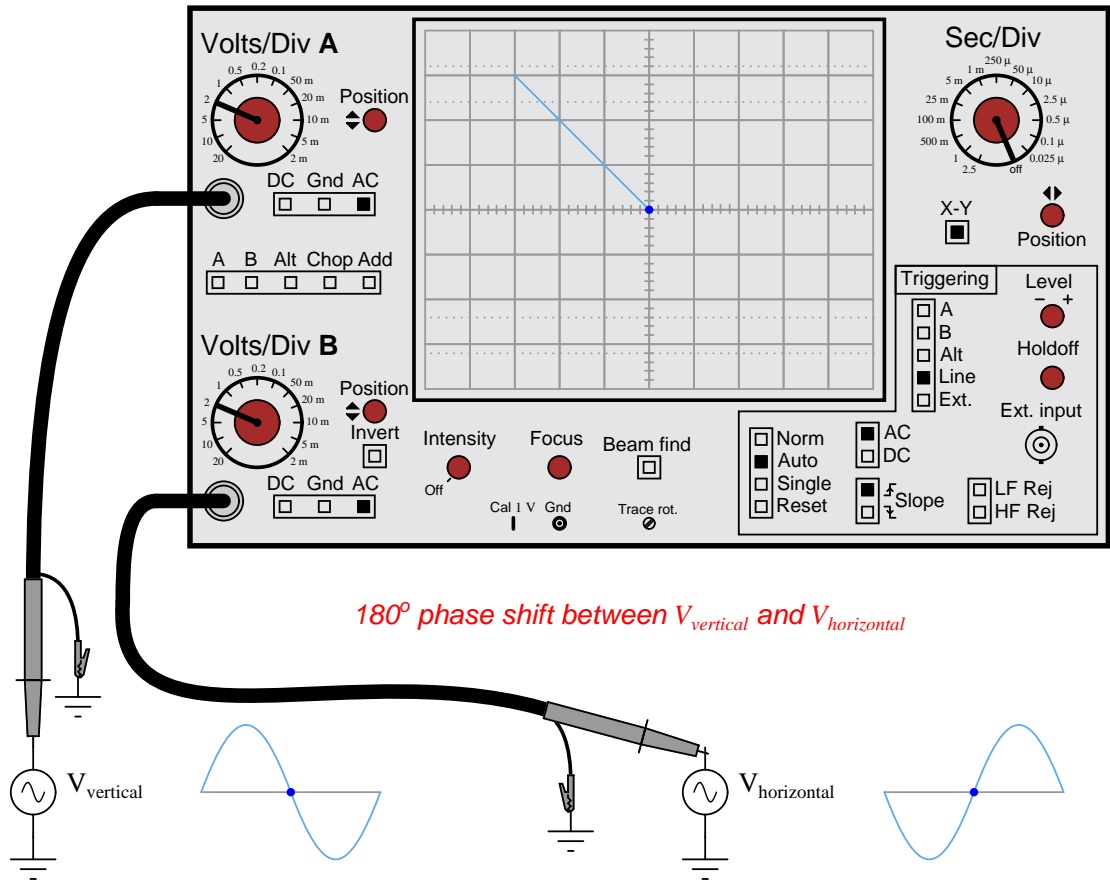 Volts/Div A
0.5 0.2 0.1
1 50 m
2 20 m
5 10 m
10 5 m
20 2 m
Position
DC Gnd AC
A B Alt Chop Add
Volts/Div B
0.5 0.2 0.1
1 50 m
2 20 m
5 10 m
10 5 m
20 2 m
Position
Invert
DC Gnd AC
Intensity
Off
Focus
Beam find
Cal 1 V Gnd
Trace rot.
Sec/Div
250 µ
1 m 50 µ
5 m 10 µ
25 m 2.5 µ
100 m 0.5 µ
500 m 0.1 µ
1 0.025 µ
2.5 off
X-Y
Position
Triggering
A
B
Alt
Line
Ext.
Level
− +
Holdoff
Ext. input
Norm
Auto
Single
Reset
AC
DC
Slope
LF Rej
HF Rej
180° phase shift between Vvertical and Vhorizontal
Vvertical
Vhorizontal